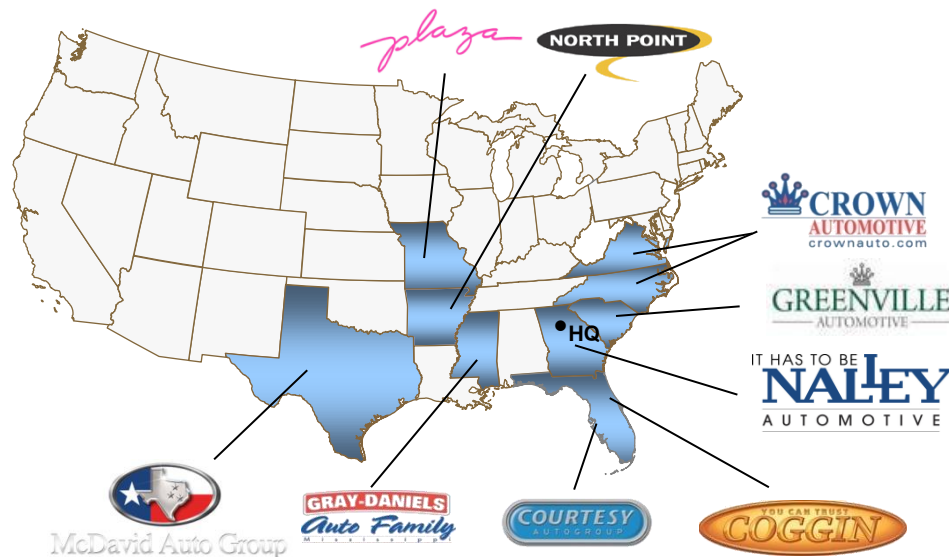 plaza
NORTH POINT
CROWN
AUTOMOTIVE
crownauto.com
GREENVILLE
AUTOMOTIVE
HQ
IT HAS TO BE
NALLEY
AUTOMOTIVE
McDavid Auto Group
GRAY-DANIELS
Auto Family
Mississippi
COURTESY
AUTOGROUP
YOU CAN TRUST
COGGIN